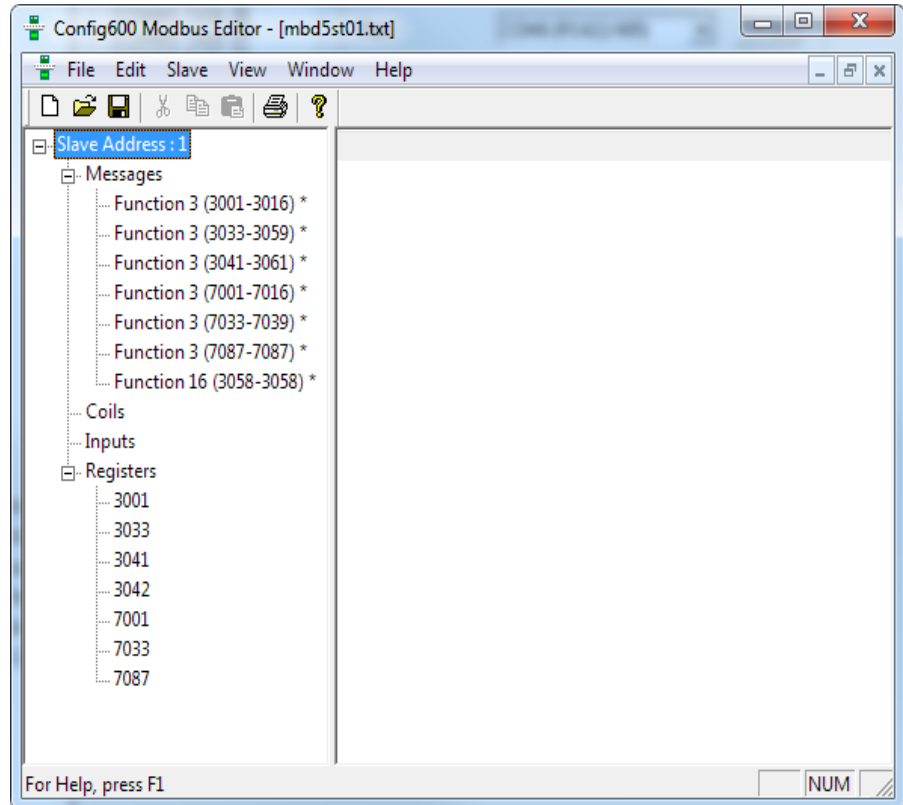 Config600 Modbus Editor - [mbd5st01.txt]
File Edit Slave View Window Help
Slave Address : 1
Messages
Function 3 (3001-3016) *
Function 3 (3033-3059) *
Function 3 (3041-3061) *
Function 3 (7001-7016) *
Function 3 (7033-7039) *
Function 3 (7087-7087) *
Function 16 (3058-3058) *
Coils
Inputs
Registers
3001
3033
3041
3042
7001
7033
7087
For Help, press F1 NUM